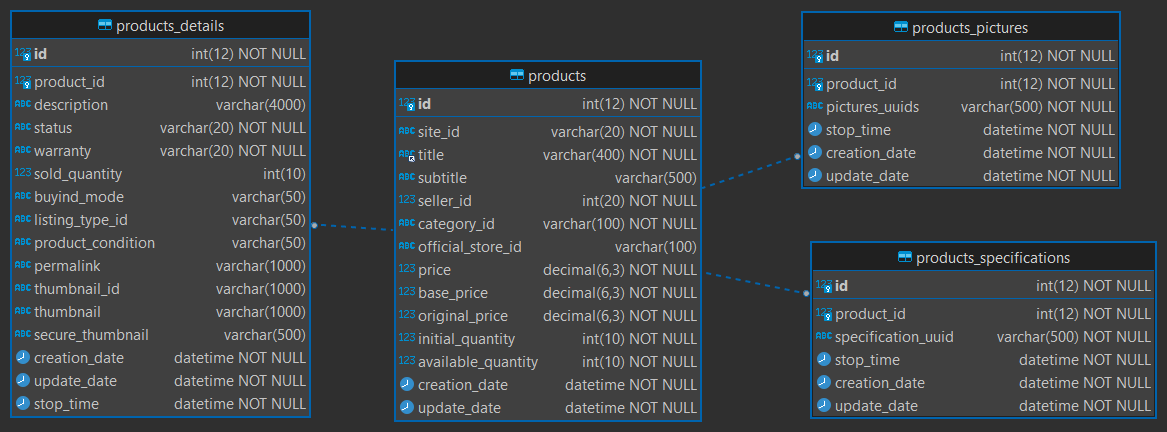 products_details
id int(12) NOT NULL
product_id int(12) NOT NULL
description varchar(4000)
status varchar(20) NOT NULL
warranty varchar(20) NOT NULL
sold_quantity int(10)
buyind_mode varchar(50)
listing_type_id varchar(50)
product_condition varchar(50)
permalink varchar(1000)
thumbnail_id varchar(1000)
thumbnail varchar(1000)
secure_thumbnail varchar(500)
creation_date datetime NOT NULL
update_date datetime NOT NULL
stop_time datetime NOT NULL
products
id int(12) NOT NULL
site_id varchar(20) NOT NULL
title varchar(400) NOT NULL
subtitle varchar(500)
seller_id int(20) NOT NULL
category_id varchar(100) NOT NULL
official_store_id varchar(100)
price decimal(6,3) NOT NULL
base_price decimal(6,3) NOT NULL
original_price decimal(6,3) NOT NULL
initial_quantity int(10) NOT NULL
available_quantity int(10) NOT NULL
creation_date datetime NOT NULL
update_date datetime NOT NULL
products_pictures
id int(12) NOT NULL
product_id int(12) NOT NULL
pictures_uuids varchar(500) NOT NULL
stop_time datetime NOT NULL
creation_date datetime NOT NULL
update_date datetime NOT NULL
products_specifications
id int(12) NOT NULL
product_id int(12) NOT NULL
specification_uuid varchar(500) NOT NULL
stop_time datetime NOT NULL
creation_date datetime NOT NULL
update_date datetime NOT NULL